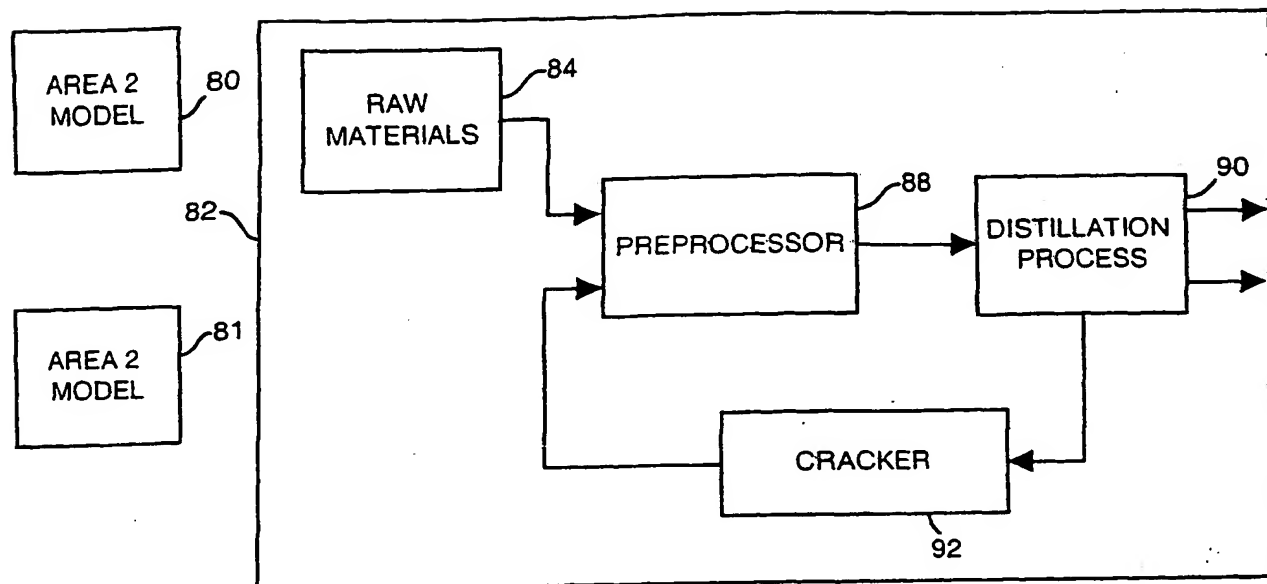 AREA 2
MODEL
80
82
AREA 2
MODEL
81
RAW
MATERIALS
84
PREPROCESSOR
88
DISTILLATION
PROCESS
90
CRACKER
92